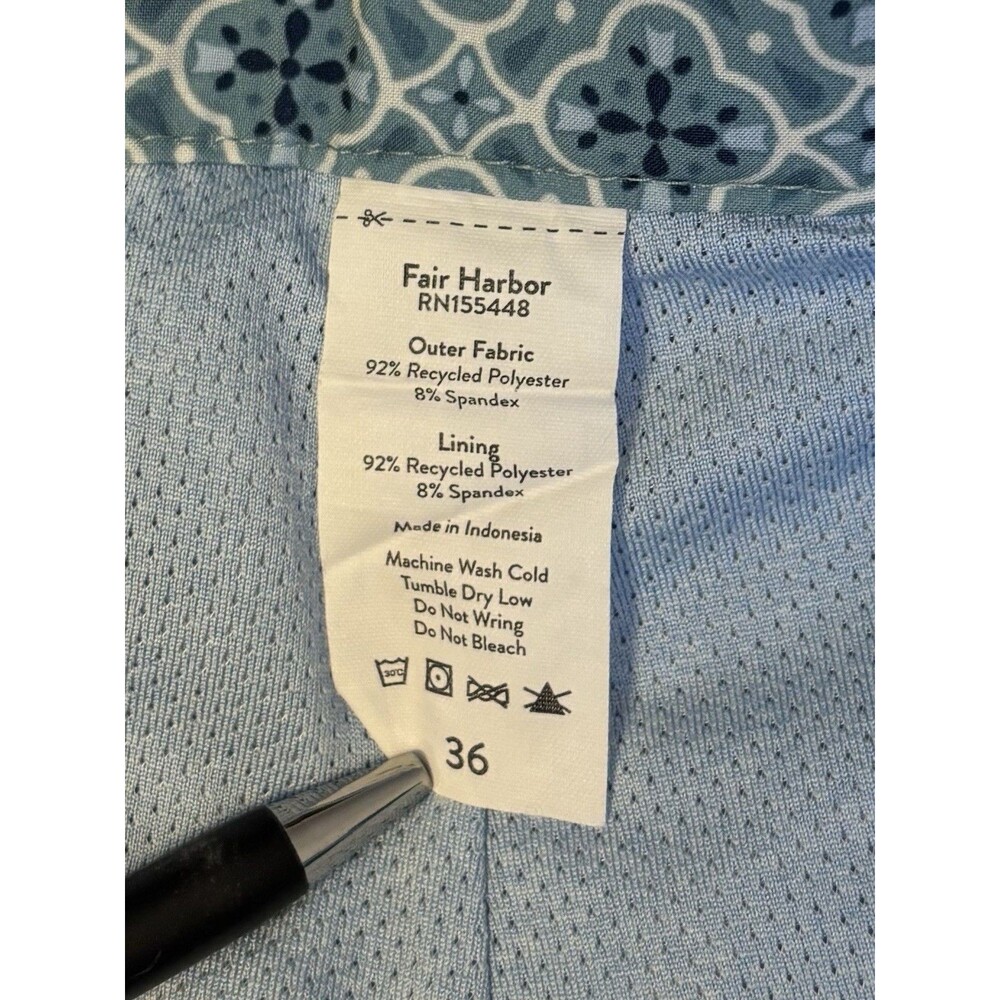 Fair Harbor
RN155448
Outer Fabric
92% Recycled Polyester
8% Spandex
Lining
92% Recycled Polyester
8% Spandex
Made in Indonesia
Machine Wash Cold
Tumble Dry Low
Do Not Wring
Do Not Bleach
30°C
36